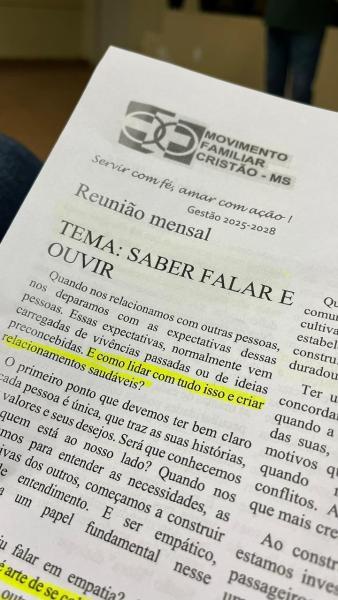 MOVIMENTO
FAMILIAR
CRISTÃO - MS
Servir com fé, amar com ação !
Gestão 2025-2028
Reunião mensal
TEMA: SABER FALAR E
OUVIR
Quando nos relacionamos com outras pessoas,
nos deparamos com as expectativas dessas
pessoas. Essas expectativas, normalmente vem
carregadas de vivências passadas ou de ideias
preconcebidas. E como lidar com tudo isso e criar
relacionamentos saudáveis?
O primeiro ponto que devemos ter bem claro
cada pessoa é única, que traz as suas histórias,
valores e seus desejos. Será que conhecemos
quem está ao nosso lado? Quando nos
mos para entender as necessidades, as
ivas dos outros, começamos a construir
de entendimento. E ser empático,
a um papel fundamental nesse
iu falar em empatia?
é arte de se co
outras
Qu
comu
cultiva
estabel
constru
duradou
Ter u
concorda
quando a
das suas,
motivos q
quando n
conflitos. A
que mais cre
Ao constr
estamos inves
passageiro